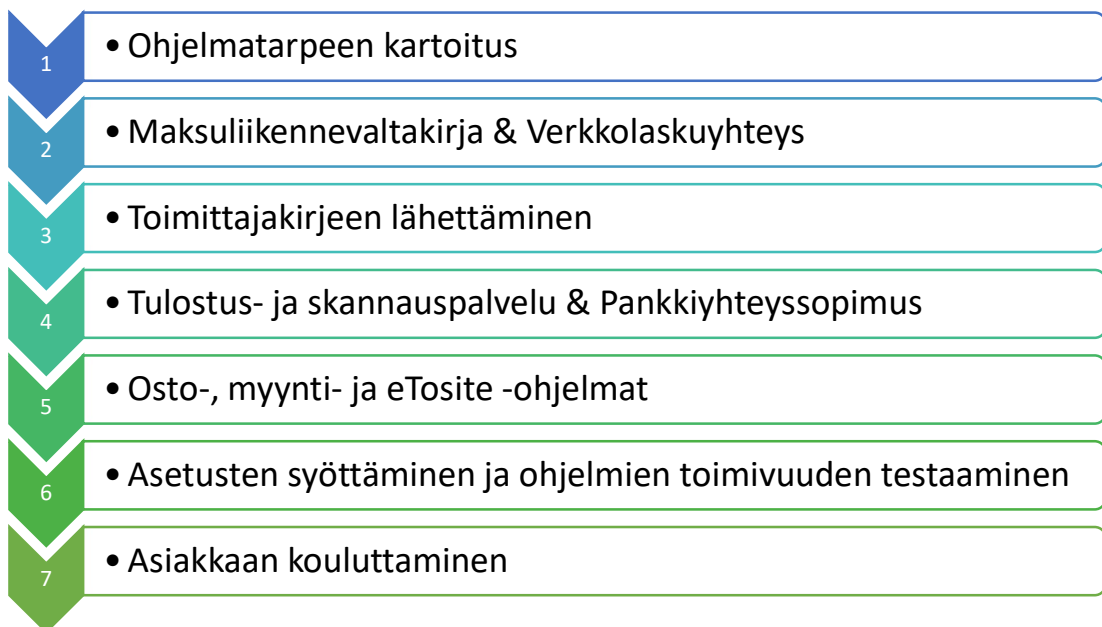 1 • Ohjelmatarpeen kartoitus
2 • Maksuliikennevaltakirja & Verkkolaskuyhteys
3 • Toimittajakirjeen lähettäminen
4 • Tulostus- ja skannauspalvelu & Pankkiyhteyssopimus
5 • Osto-, myynti- ja eTosite -ohjelmat
6 • Asetusten syöttäminen ja ohjelmien toimivuuden testaaminen
7 • Asiakkaan kouluttaminen